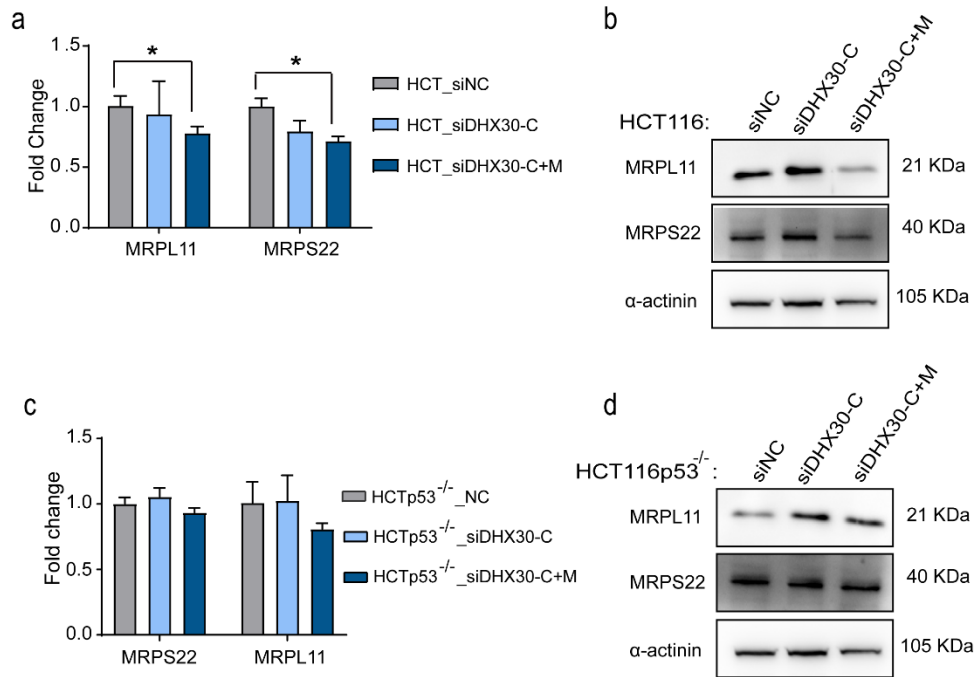 a
1.5
1.0
0.5
0.0
Fold Change
*
*
MRPL11
MRPS22
HCT_siNC
HCT_siDHX30-C
HCT_siDHX30-C+M
b
HCT116:
siNC
siDHX30-C
siDHX30-C+M
MRPL11
21 KDa
MRPS22
40 KDa
α-actinin
105 KDa
c
1.5
1.0
0.5
0.0
Fold change
MRPS22
MRPL11
HCTp53-/-_NC
HCTp53-/-_siDHX30-C
HCTp53-/-_siDHX30-C+M
d
HCT116p53-/-:
siNC
siDHX30-C
siDHX30-C+M
MRPL11
21 KDa
MRPS22
40 KDa
α-actinin
105 KDa